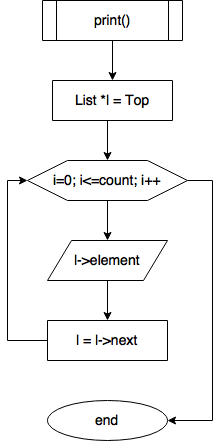 print()
List *l = Top
i=0; i<=count; i++
l->element
l = l->next
end